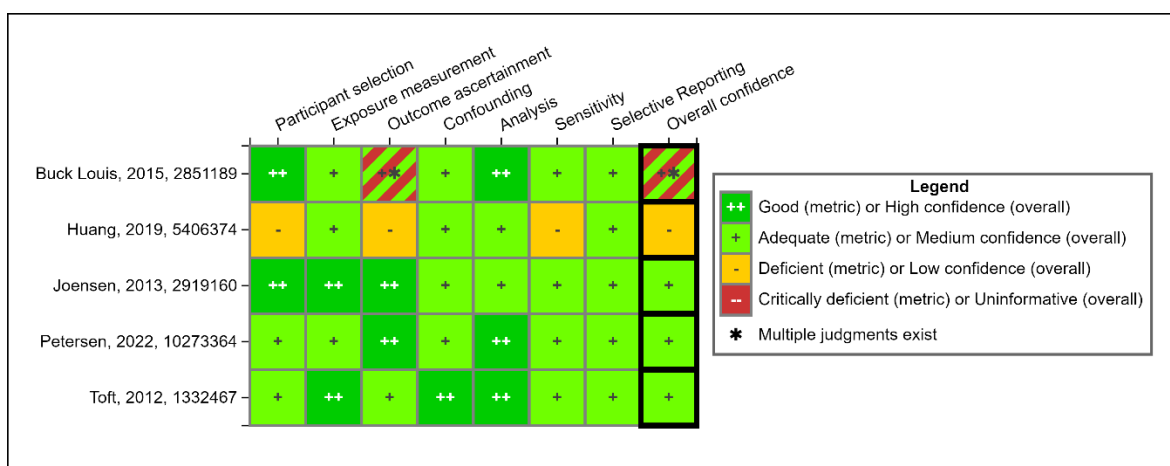 Participant selection
Exposure measurement
Outcome ascertainment
Confounding
Analysis
Sensitivity
Selective Reporting
Overall confidence
Buck Louis, 2015, 2851189 ++ + +✱ + ++ + + +✱
Huang, 2019, 5406374 - + - + + - + -
Joensen, 2013, 2919160 ++ ++ ++ + + + + +
Petersen, 2022, 10273364 + + ++ + ++ + + +
Toft, 2012, 1332467 + ++ + ++ ++ + + +
Legend
++ Good (metric) or High confidence (overall)
+ Adequate (metric) or Medium confidence (overall)
- Deficient (metric) or Low confidence (overall)
-- Critically deficient (metric) or Uninformative (overall)
✱ Multiple judgments exist